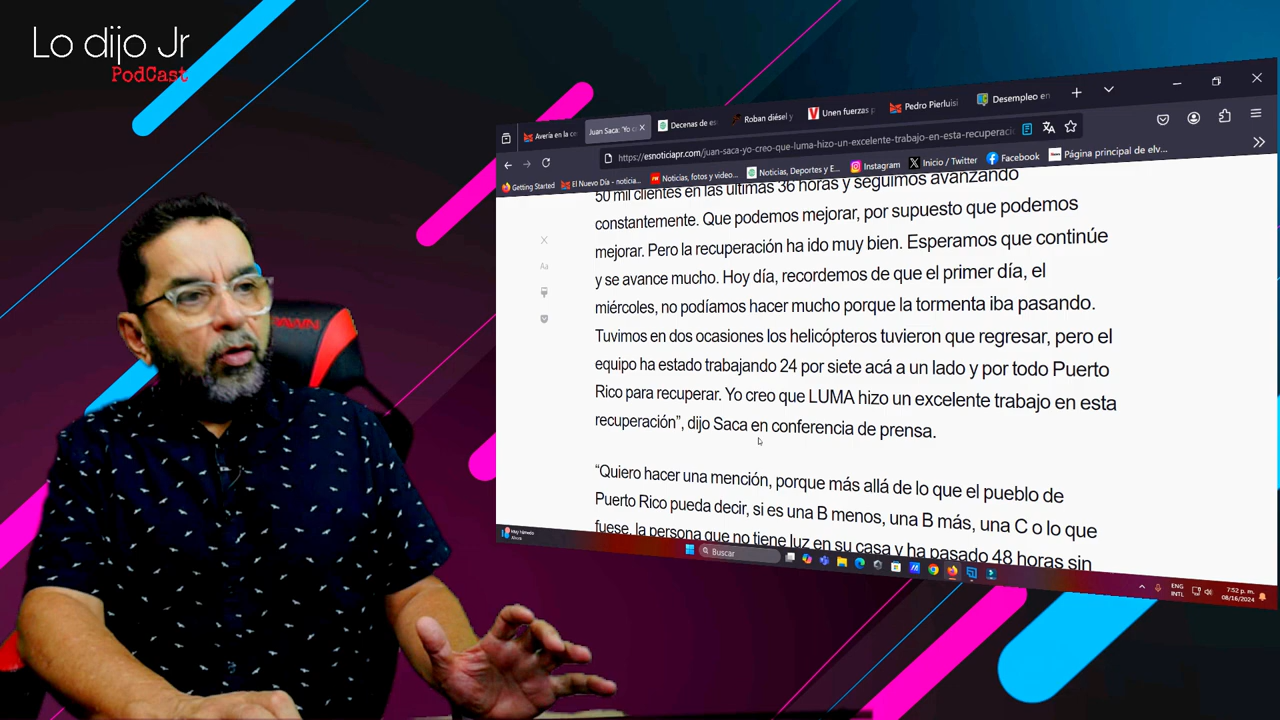 Lo dijo Jr
PodCast
Avería en la ce
Juan Saca: 'Yo c
Decenas de es
Roban diésel y
Unen fuerzas p
Pedro Pierluisi
Desempleo en
https://esnoticiapr.com/juan-saca-yo-creo-que-luma-hizo-un-excelente-trabajo-en-esta-recuperacio
Getting Started
El Nuevo Día - noticia...
Noticias, fotos y video...
Noticias, Deportes y E...
Instagram
Inicio / Twitter
Facebook
Página principal de elv...
50 mil clientes en las últimas 36 horas y seguimos avanzando
constantemente. Que podemos mejorar, por supuesto que podemos
mejorar. Pero la recuperación ha ido muy bien. Esperamos que continúe
y se avance mucho. Hoy día, recordemos de que el primer día, el
miércoles, no podíamos hacer mucho porque la tormenta iba pasando.
Tuvimos en dos ocasiones los helicópteros tuvieron que regresar, pero el
equipo ha estado trabajando 24 por siete acá a un lado y por todo Puerto
Rico para recuperar. Yo creo que LUMA hizo un excelente trabajo en esta
recuperación”, dijo Saca en conferencia de prensa.
“Quiero hacer una mención, porque más allá de lo que el pueblo de
Puerto Rico pueda decir, si es una B menos, una B más, una C o lo que
fuese, la persona que no tiene luz en su casa y ha pasado 48 horas sin
Aa
Muy húmedo
Ahora
Buscar
ENG
INTL
7:52 p. m.
08/16/2024